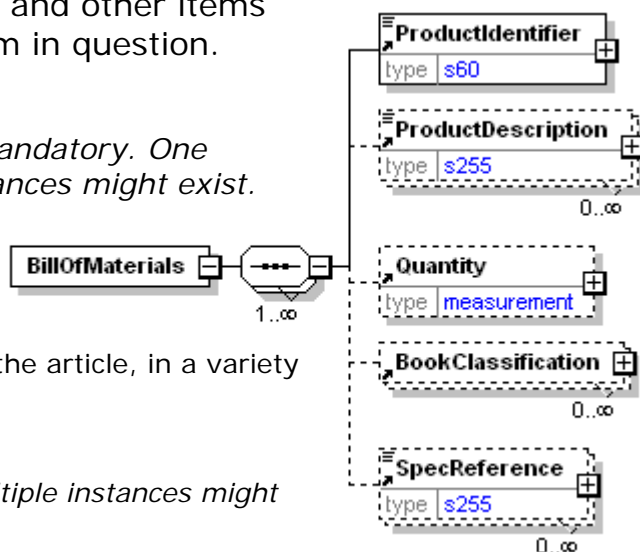 and other items
m in question.
andatory. One
ances might exist.
the article, in a variety
tiple instances might
ProductIdentifier
type s60
ProductDescription
type s255
0..∞
BillOfMaterials
1..∞
Quantity
type measurement
BookClassification
0..∞
SpecReference
type s255
0..∞